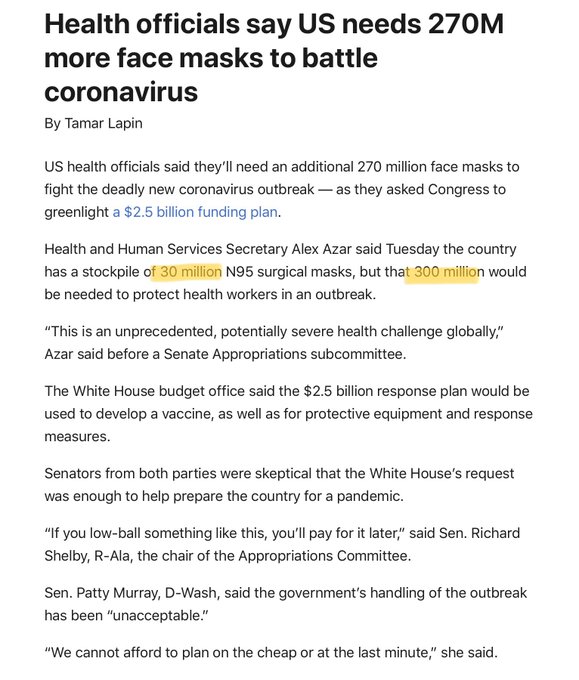 Health officials say US needs 270M
more face masks to battle
coronavirus
By Tamar Lapin
US health officials said they’ll need an additional 270 million face masks to
fight the deadly new coronavirus outbreak — as they asked Congress to
greenlight a $2.5 billion funding plan.
Health and Human Services Secretary Alex Azar said Tuesday the country
has a stockpile of 30 million N95 surgical masks, but that 300 million would
be needed to protect health workers in an outbreak.
“This is an unprecedented, potentially severe health challenge globally,”
Azar said before a Senate Appropriations subcommittee.
The White House budget office said the $2.5 billion response plan would be
used to develop a vaccine, as well as for protective equipment and response
measures.
Senators from both parties were skeptical that the White House’s request
was enough to help prepare the country for a pandemic.
“If you low-ball something like this, you’ll pay for it later,” said Sen. Richard
Shelby, R-Ala, the chair of the Appropriations Committee.
Sen. Patty Murray, D-Wash, said the government’s handling of the outbreak
has been “unacceptable.”
“We cannot afford to plan on the cheap or at the last minute,” she said.